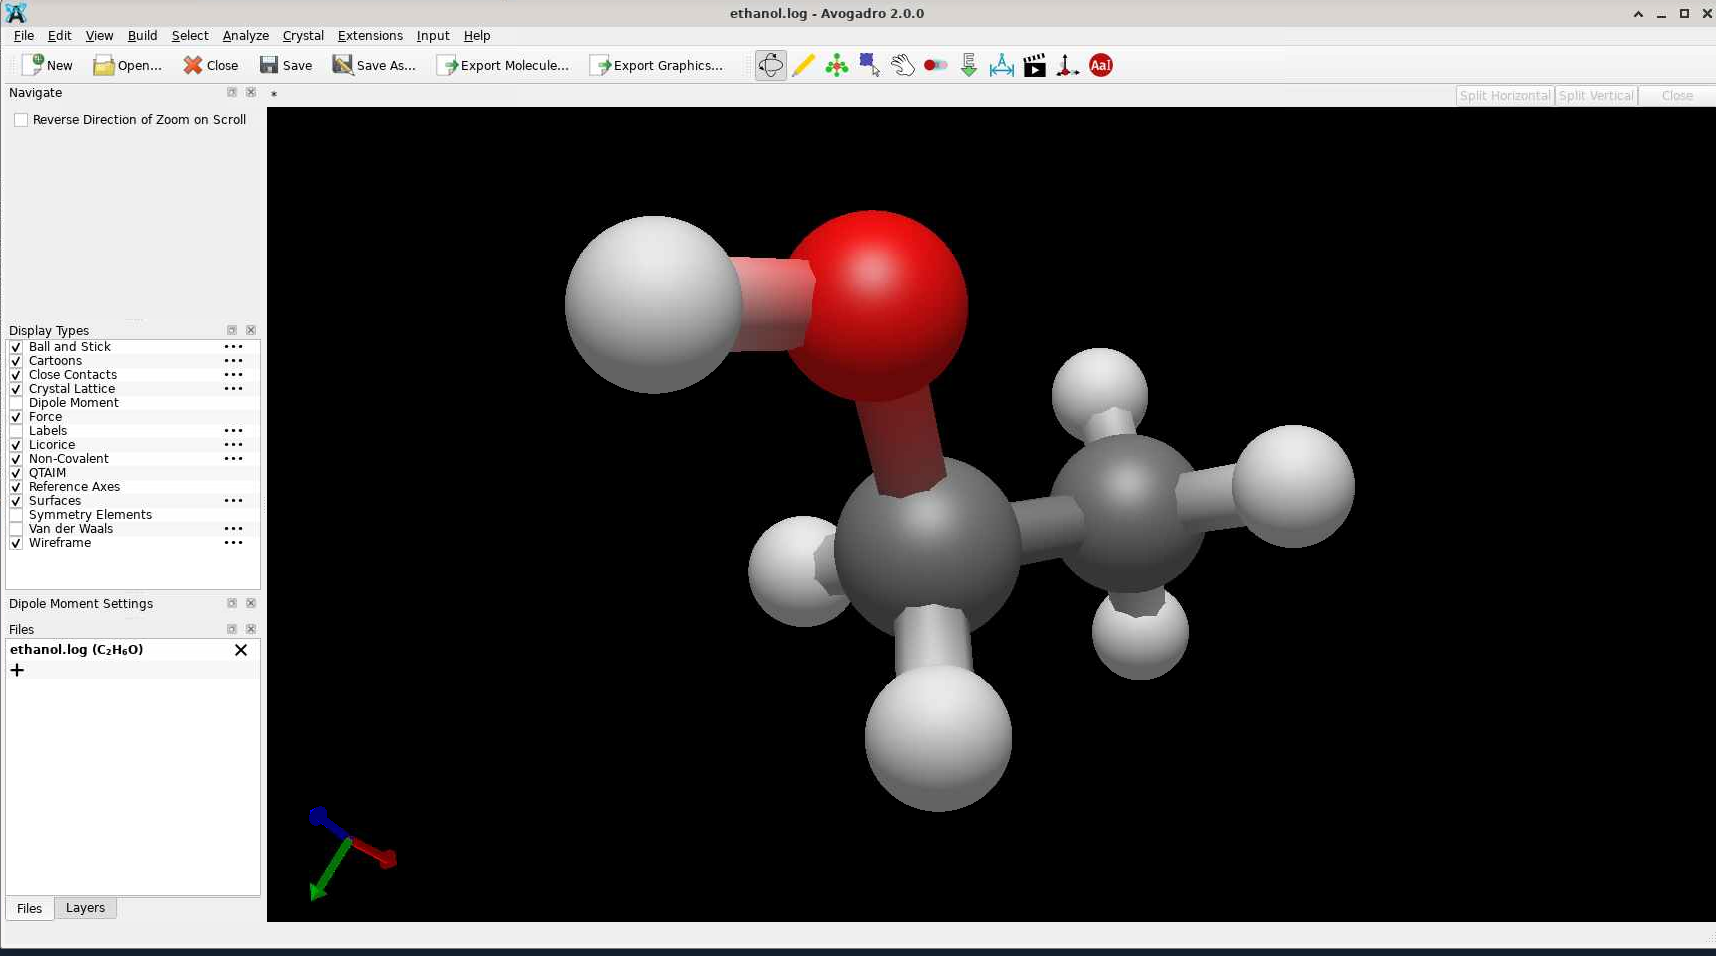 ethanol.log - Avogadro 2.0.0
File Edit View Build Select Analyze Crystal Extensions Input Help
New Open... Close Save Save As... Export Molecule... Export Graphics... AaI
Navigate
*
Split Horizontal Split Vertical Close
Reverse Direction of Zoom on Scroll
Display Types
Ball and Stick •••
Cartoons •••
Close Contacts •••
Crystal Lattice •••
Dipole Moment
Force
Labels •••
Licorice •••
Non-Covalent •••
QTAIM
Reference Axes
Surfaces •••
Symmetry Elements
Van der Waals •••
Wireframe •••
Dipole Moment Settings
Files
ethanol.log (C₂H₆O)
Files Layers